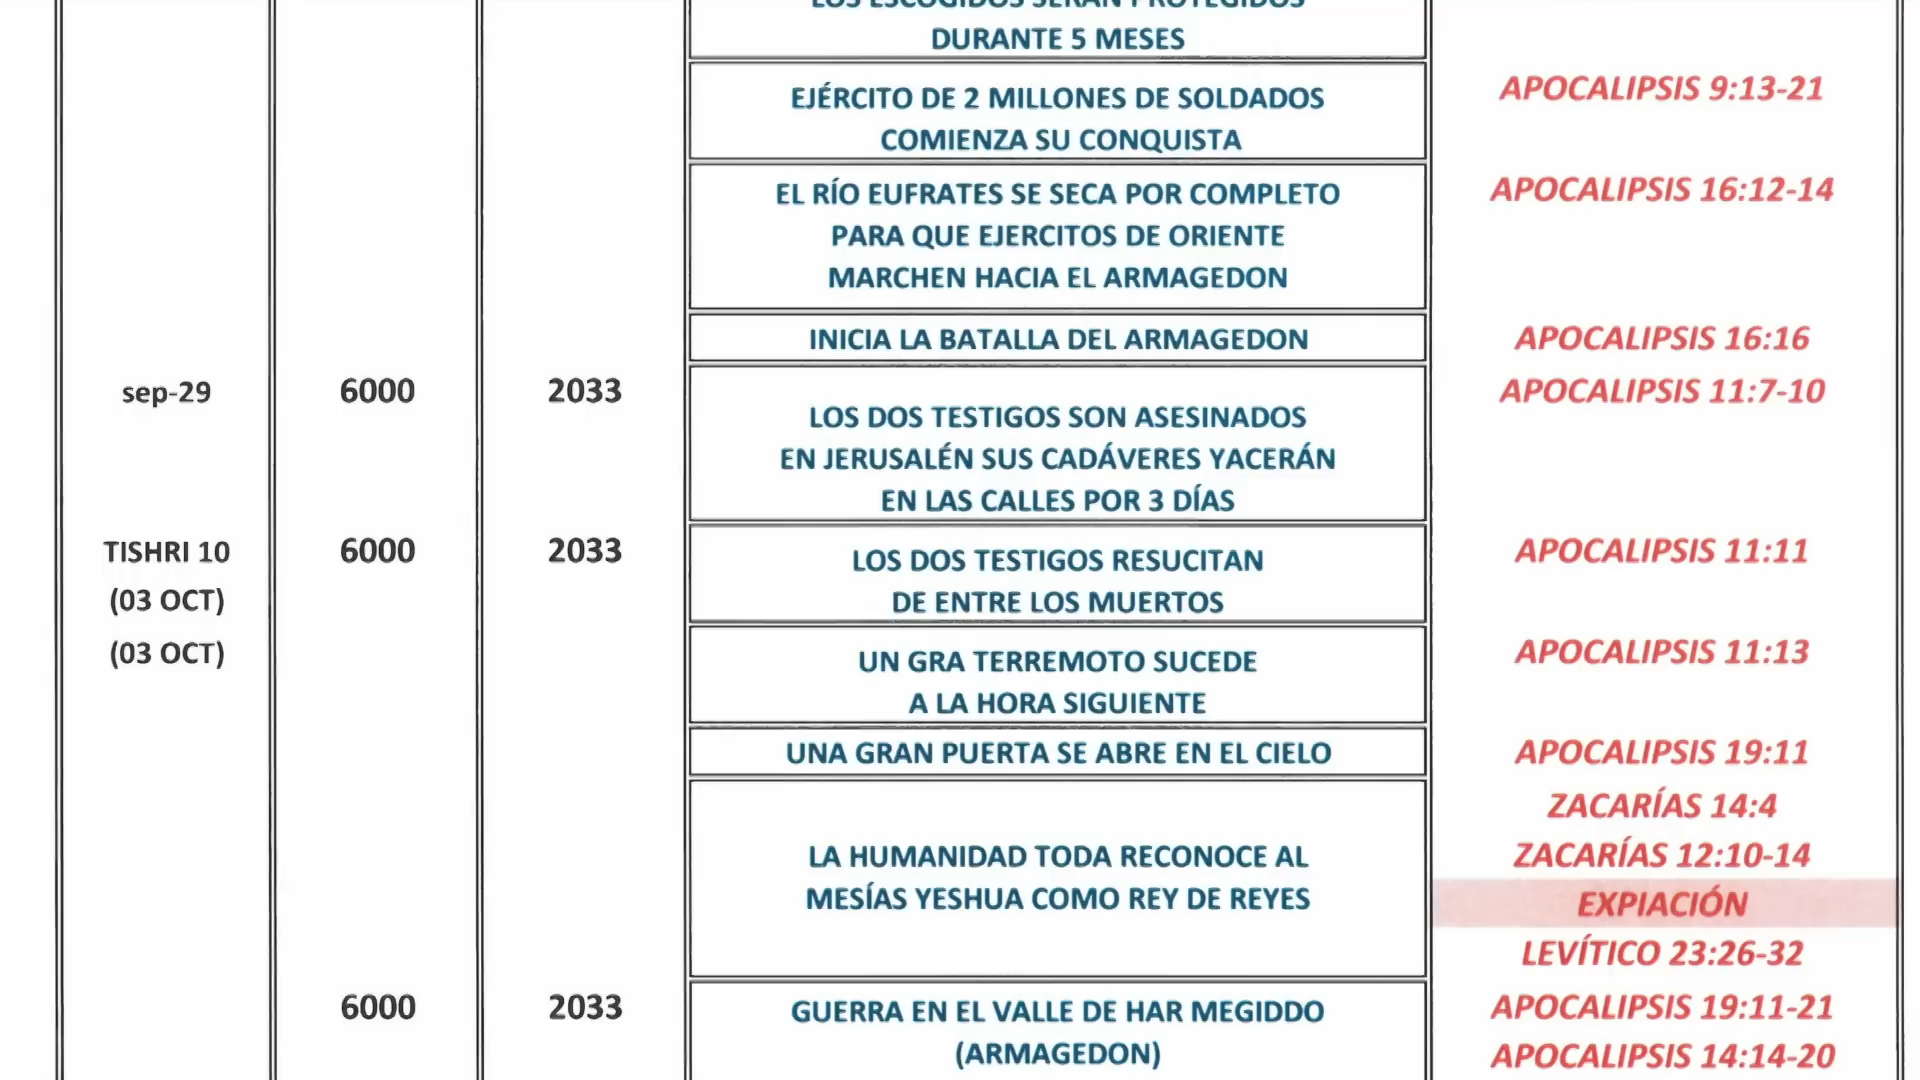 LOS ESCOGIDOS SERÁN PROTEGIDOS
DURANTE 5 MESES
EJÉRCITO DE 2 MILLONES DE SOLDADOS
COMIENZA SU CONQUISTA
APOCALIPSIS 9:13-21
EL RÍO EUFRATES SE SECA POR COMPLETO
PARA QUE EJERCITOS DE ORIENTE
MARCHEN HACIA EL ARMAGEDON
APOCALIPSIS 16:12-14
INICIA LA BATALLA DEL ARMAGEDON
APOCALIPSIS 16:16
sep-29
6000
2033
LOS DOS TESTIGOS SON ASESINADOS
EN JERUSALÉN SUS CADÁVERES YACERÁN
EN LAS CALLES POR 3 DÍAS
APOCALIPSIS 11:7-10
TISHRI 10
(03 OCT)
6000
2033
LOS DOS TESTIGOS RESUCITAN
DE ENTRE LOS MUERTOS
APOCALIPSIS 11:11
(03 OCT)
UN GRA TERREMOTO SUCEDE
A LA HORA SIGUIENTE
APOCALIPSIS 11:13
UNA GRAN PUERTA SE ABRE EN EL CIELO
APOCALIPSIS 19:11
LA HUMANIDAD TODA RECONOCE AL
MESÍAS YESHUA COMO REY DE REYES
ZACARÍAS 14:4
ZACARÍAS 12:10-14
EXPIACIÓN
LEVÍTICO 23:26-32
6000
2033
GUERRA EN EL VALLE DE HAR MEGIDDO
(ARMAGEDON)
APOCALIPSIS 19:11-21
APOCALIPSIS 14:14-20